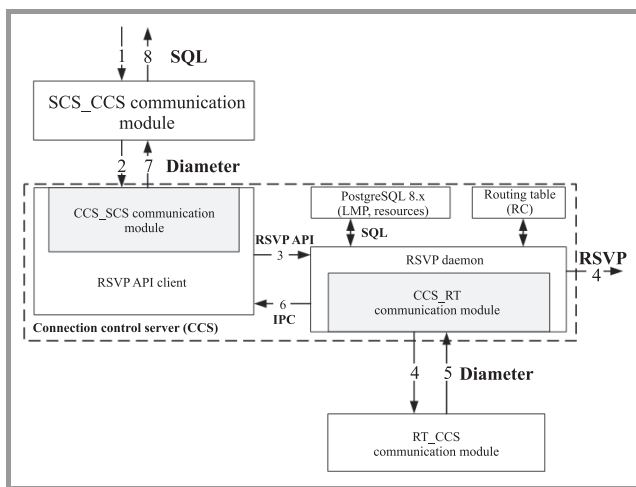 1
8
SQL
SCS_CCS communication
module
2
7
Diameter
CCS_SCS communication
module
RSVP API client
PostgreSQL 8.x
(LMP, resources)
Routing table
(RC)
SQL
RSVP API
3
RSVP daemon
RSVP
4
CCS_RT
communication module
6
IPC
Connection control server (CCS)
4
5
Diameter
RT_CCS
communication module